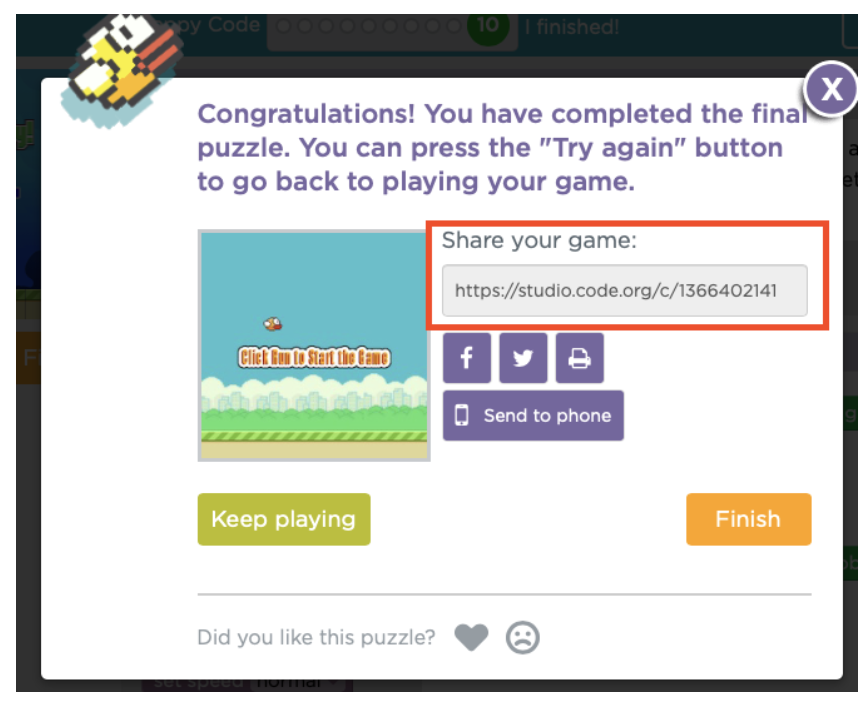 ppy Code 10 I finished!
X
Congratulations! You have completed the final
puzzle. You can press the "Try again" button
to go back to playing your game.
Share your game:
https://studio.code.org/c/1366402141
Click Run to Start the Game
Send to phone
Keep playing
Finish
Did you like this puzzle?
set speed normal